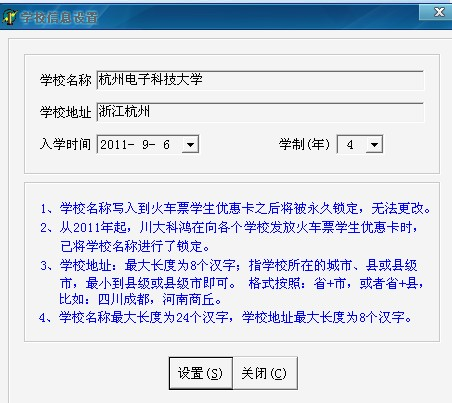 学校信息设置
学校名称 杭州电子科技大学
学校地址 浙江杭州
入学时间 2011- 9- 6 学制(年) 4
1、学校名称写入到火车票学生优惠卡之后将被永久锁定，无法更改。
2、从2011年起，川大科鸿在向各个学校发放火车票学生优惠卡时，
已将学校名称进行了锁定。
3、学校地址：最大长度为8个汉字；指学校所在的城市、县或县级
市，最小到县级或县级市即可。 格式按照：省+市，或者省+县，
比如：四川成都，河南商丘。
4、学校名称最大长度为24个汉字，学校地址最大长度为8个汉字。
设置(S) 关闭(C)